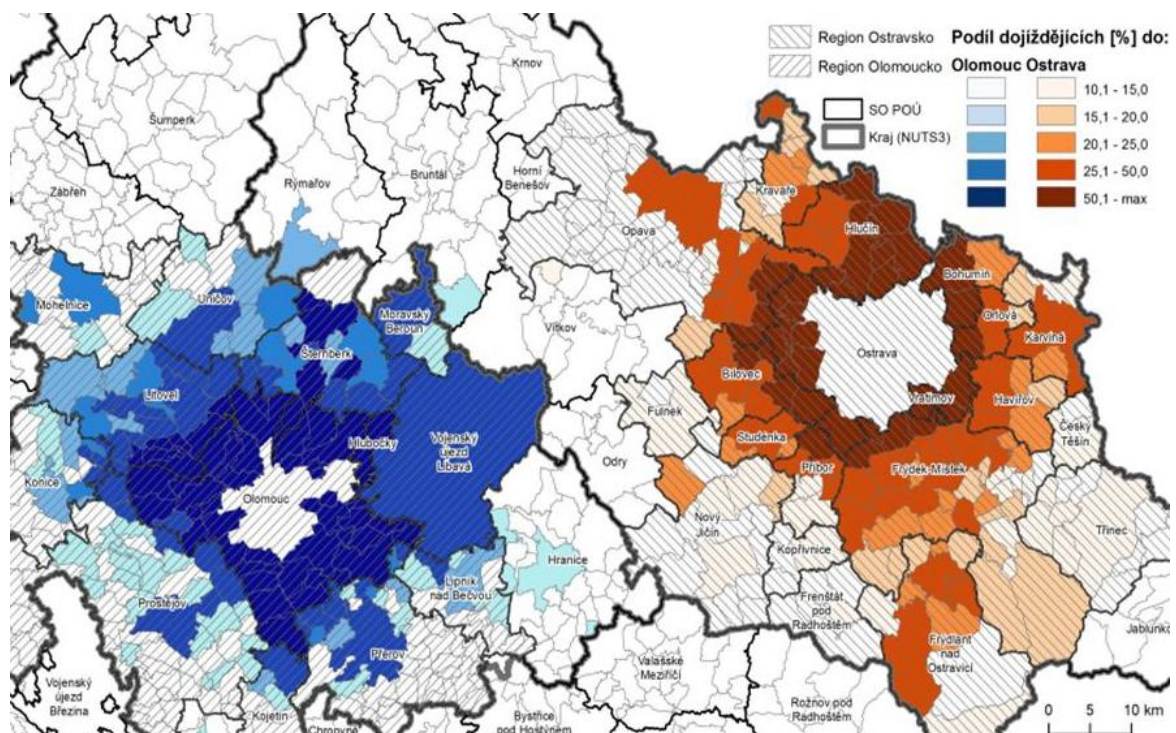 Region Ostravsko
Region Olomoucko
SO POÚ
Kraj (NUTS3)
Podíl dojíždějících [%] do:
Olomouc Ostrava
10,1 - 15,0
15,1 - 20,0
20,1 - 25,0
25,1 - 50,0
50,1 - max
Krnov
Šumperk
Bruntál
Horní
Benešov
Rýmařov
Zábřeh
Kravaře
Opava
Hlučín
Bohumín
Mohelnice
Uničov
Moravský
Beroun
Vítkov
Orlová
Karviná
Šternberk
Ostrava
Bílovec
Litovel
Vratimov
Havířov
Fulnek
Český
Těšín
Hlubočky
Vojenský
újezd
Libavá
Studénka
Odry
Příbor
Frýdek-Místek
Konice
Olomouc
Nový
Jičín
Třinec
Kopřivnice
Hranice
Lipník
nad Bečvou
Prostějov
Frenštát
pod
Radhoštěm
Jablunko
Přerov
Frýdlant
nad
Ostravicí
Valašské
Meziříčí
Vojenský
újezd
Březina
Rožnov pod
Radhoštěm
Kojetín
Chropyně
Bystřice
pod Hostýnem
0 5 10 km